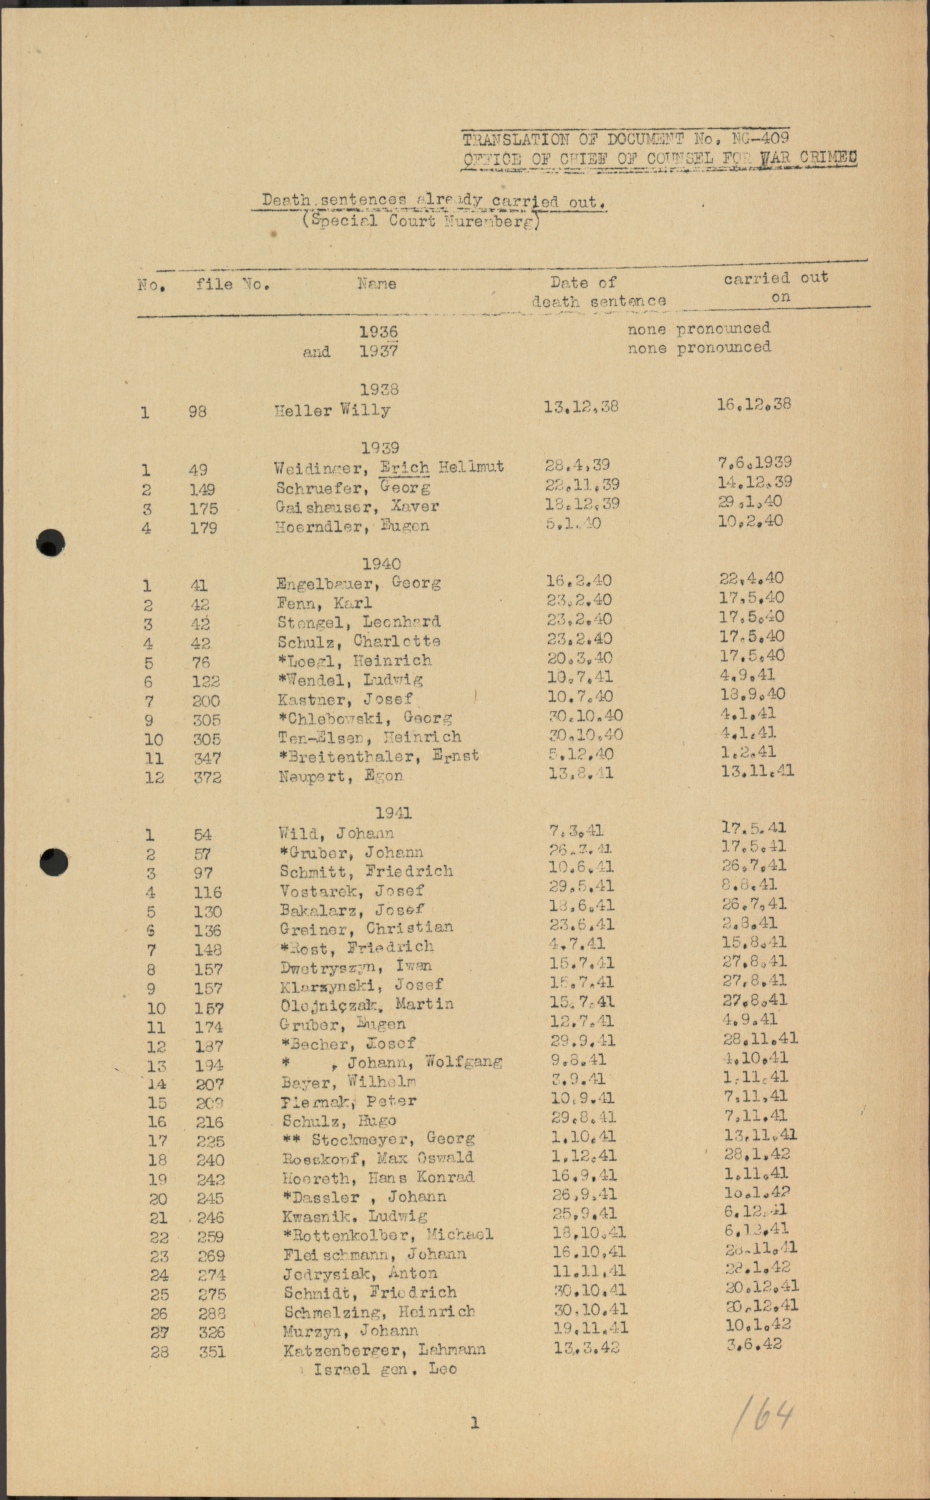 TRANSLATION OF DOCUMENT No. NG-409
OFFICE OF CHIEF OF COUNSEL FOR WAR CRIMES
Death sentences already carried out.
(Special Court Nuremberg)
No. file No. Name Date of death sentence carried out on
1936 none pronounced
and 1937 none pronounced
1938
1 98 Heller Willy 13.12.38 16.12.38
1939
1 49 Weidinger, Erich Hellmut 28.4.39 7.6.1939
2 149 Schruefer, Georg 22.11.39 14.12.39
3 175 Gaishauser, Xaver 18.12.39 29.1.40
4 179 Hoerndler, Eugen 5.1.40 10.2.40
1940
1 41 Engelbauer, Georg 16.2.40 22.4.40
2 42 Fenn, Karl 23.2.40 17.5.40
3 42 Stengel, Leonhard 23.2.40 17.5.40
4 42 Schulz, Charlotte 23.2.40 17.5.40
5 76 *Loegl, Heinrich 20.3.40 17.5.40
6 122 *Wendel, Ludwig 10.7.41 4.9.41
7 200 Kastner, Josef 10.7.40 18.9.40
9 305 *Chlebowski, Georg 30.10.40 4.1.41
10 305 Ten-Elsen, Heinrich 30.10.40 4.1.41
11 347 *Breitenthaler, Ernst 5.12.40 1.2.41
12 372 Neupert, Egon 13.8.41 13.11.41
1941
1 54 Wild, Johann 7.3.41 17.5.41
2 57 *Gruber, Johann 26.3.41 17.5.41
3 97 Schmitt, Friedrich 10.6.41 26.7.41
4 116 Vostarek, Josef 29.5.41 8.8.41
5 130 Bakalarz, Josef 18.6.41 26.7.41
6 136 Greiner, Christian 23.6.41 2.8.41
7 148 *Rost, Friedrich 4.7.41 15.8.41
8 157 Dwetryszyn, Iwan 15.7.41 27.8.41
9 157 Klarzynski, Josef 15.7.41 27.8.41
10 157 Olejniczak, Martin 15.7.41 27.8.41
11 174 Gruber, Eugen 12.7.41 4.9.41
12 187 *Becher, Josef 29.9.41 28.11.41
13 194 * , Johann, Wolfgang 9.8.41 4.10.41
14 207 Bayer, Wilhelm 3.9.41 1.11.41
15 209 Piernak, Peter 10.9.41 7.11.41
16 216 Schulz, Hugo 29.8.41 7.11.41
17 225 ** Stockmeyer, Georg 1.10.41 13.11.41
18 240 Rosskopf, Max Oswald 1.12.41 28.1.42
19 242 Hoereth, Hans Konrad 16.9.41 1.11.41
20 245 *Dassler , Johann 26.9.41 10.1.42
21 246 Kwasnik, Ludwig 25.9.41 6.12.41
22 259 *Rottenkolber, Michael 18.10.41 6.12.41
23 269 Fleischmann, Johann 16.10.41 28.11.41
24 274 Jedrysiak, Anton 11.11.41 28.1.42
25 275 Schmidt, Friedrich 30.10.41 20.12.41
26 288 Schmelzing, Heinrich 30.10.41 20.12.41
27 326 Murzyn, Johann 19.11.41 10.1.42
28 351 Katzenberger, Lehmann 13.3.42 3.6.42
Israel gen. Leo
1
164